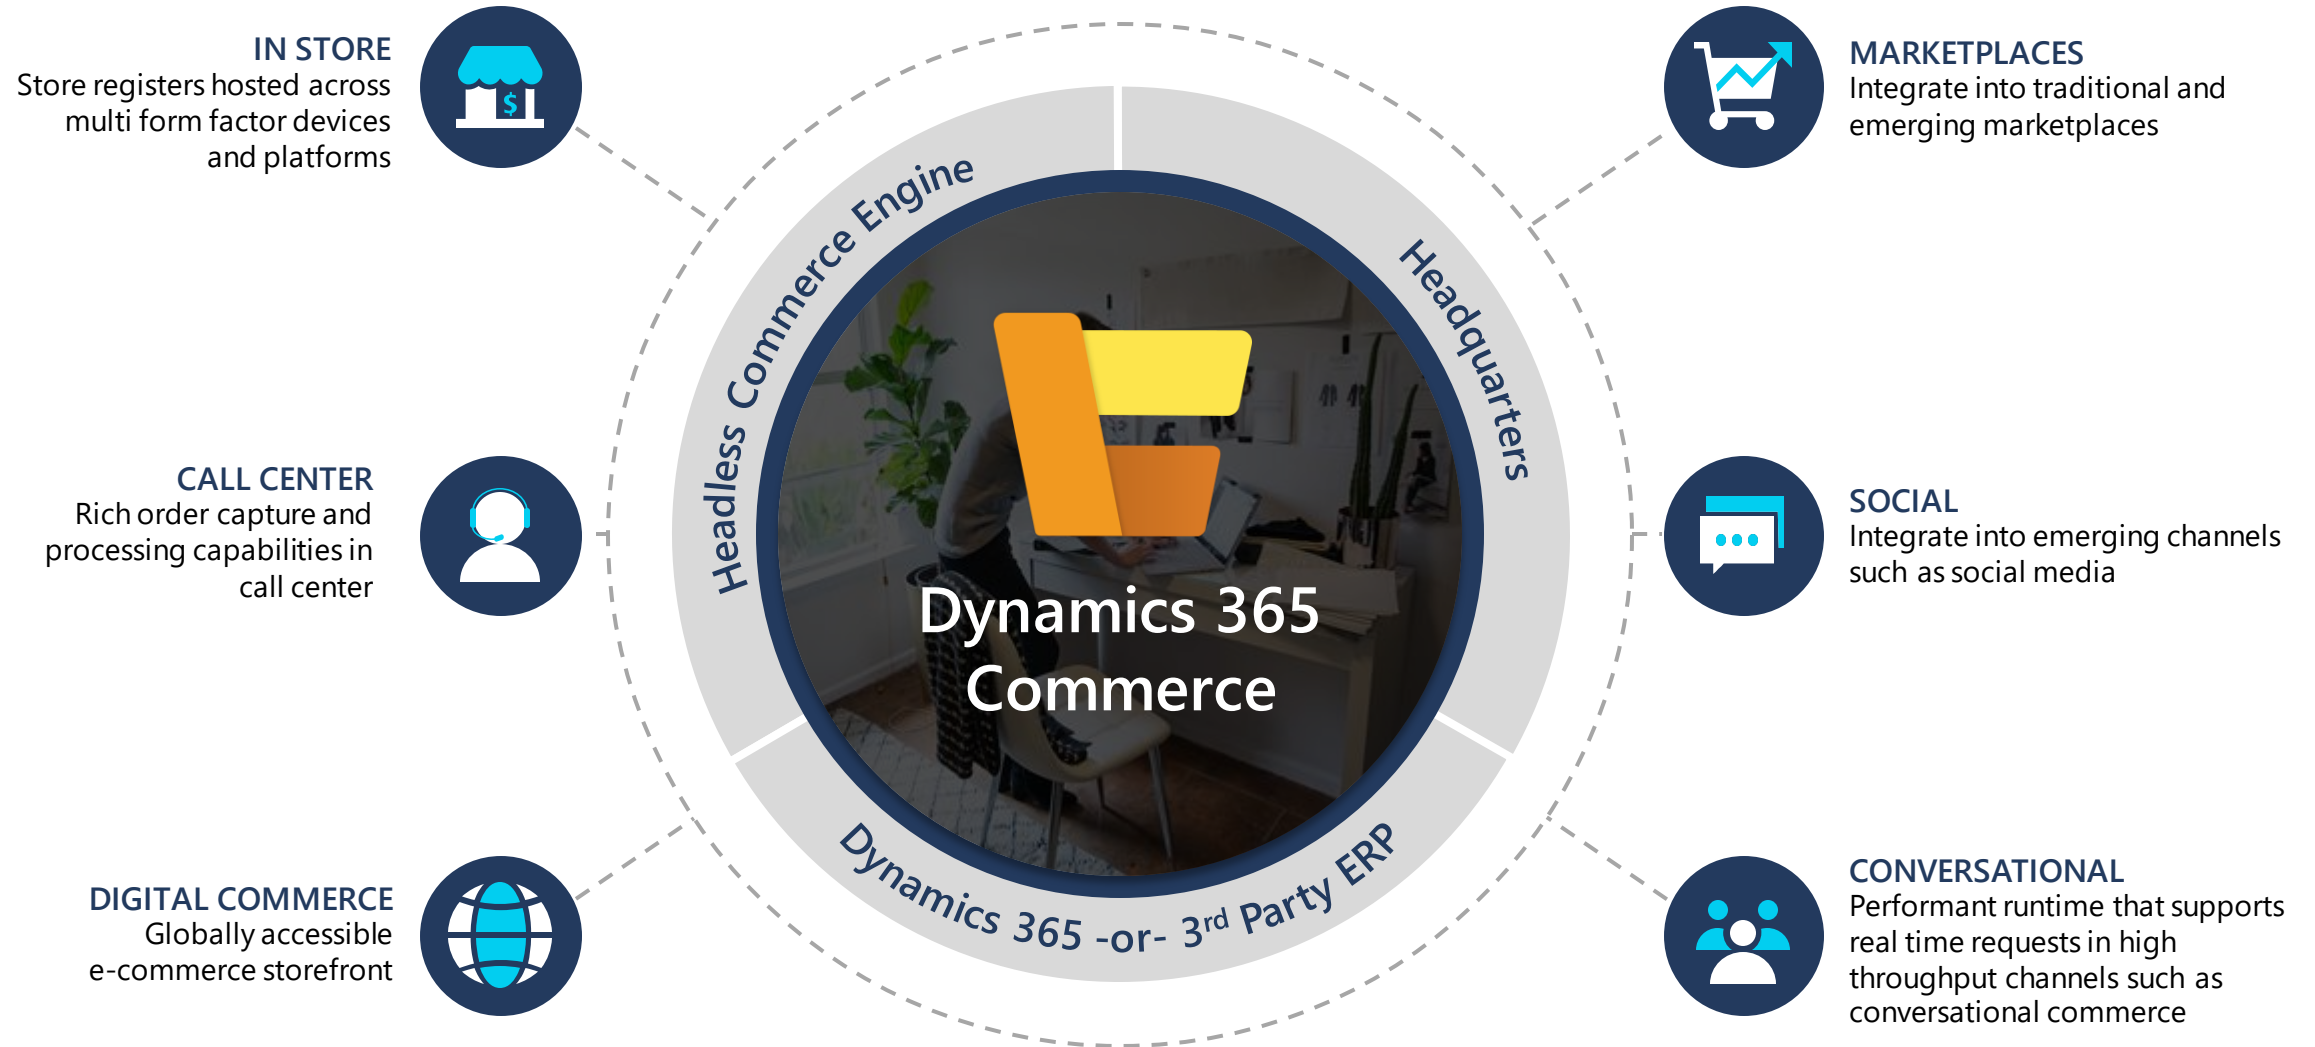 IN STORE
Store registers hosted across
multi form factor devices
and platforms
$
CALL CENTER
Rich order capture and
processing capabilities in
call center
DIGITAL COMMERCE
Globally accessible
e-commerce storefront
Headless Commerce Engine
Headquarters
Dynamics 365 -or- 3rd Party ERP
Dynamics 365
Commerce
MARKETPLACES
Integrate into traditional and
emerging marketplaces
SOCIAL
Integrate into emerging channels
such as social media
CONVERSATIONAL
Performant runtime that supports
real time requests in high
throughput channels such as
conversational commerce